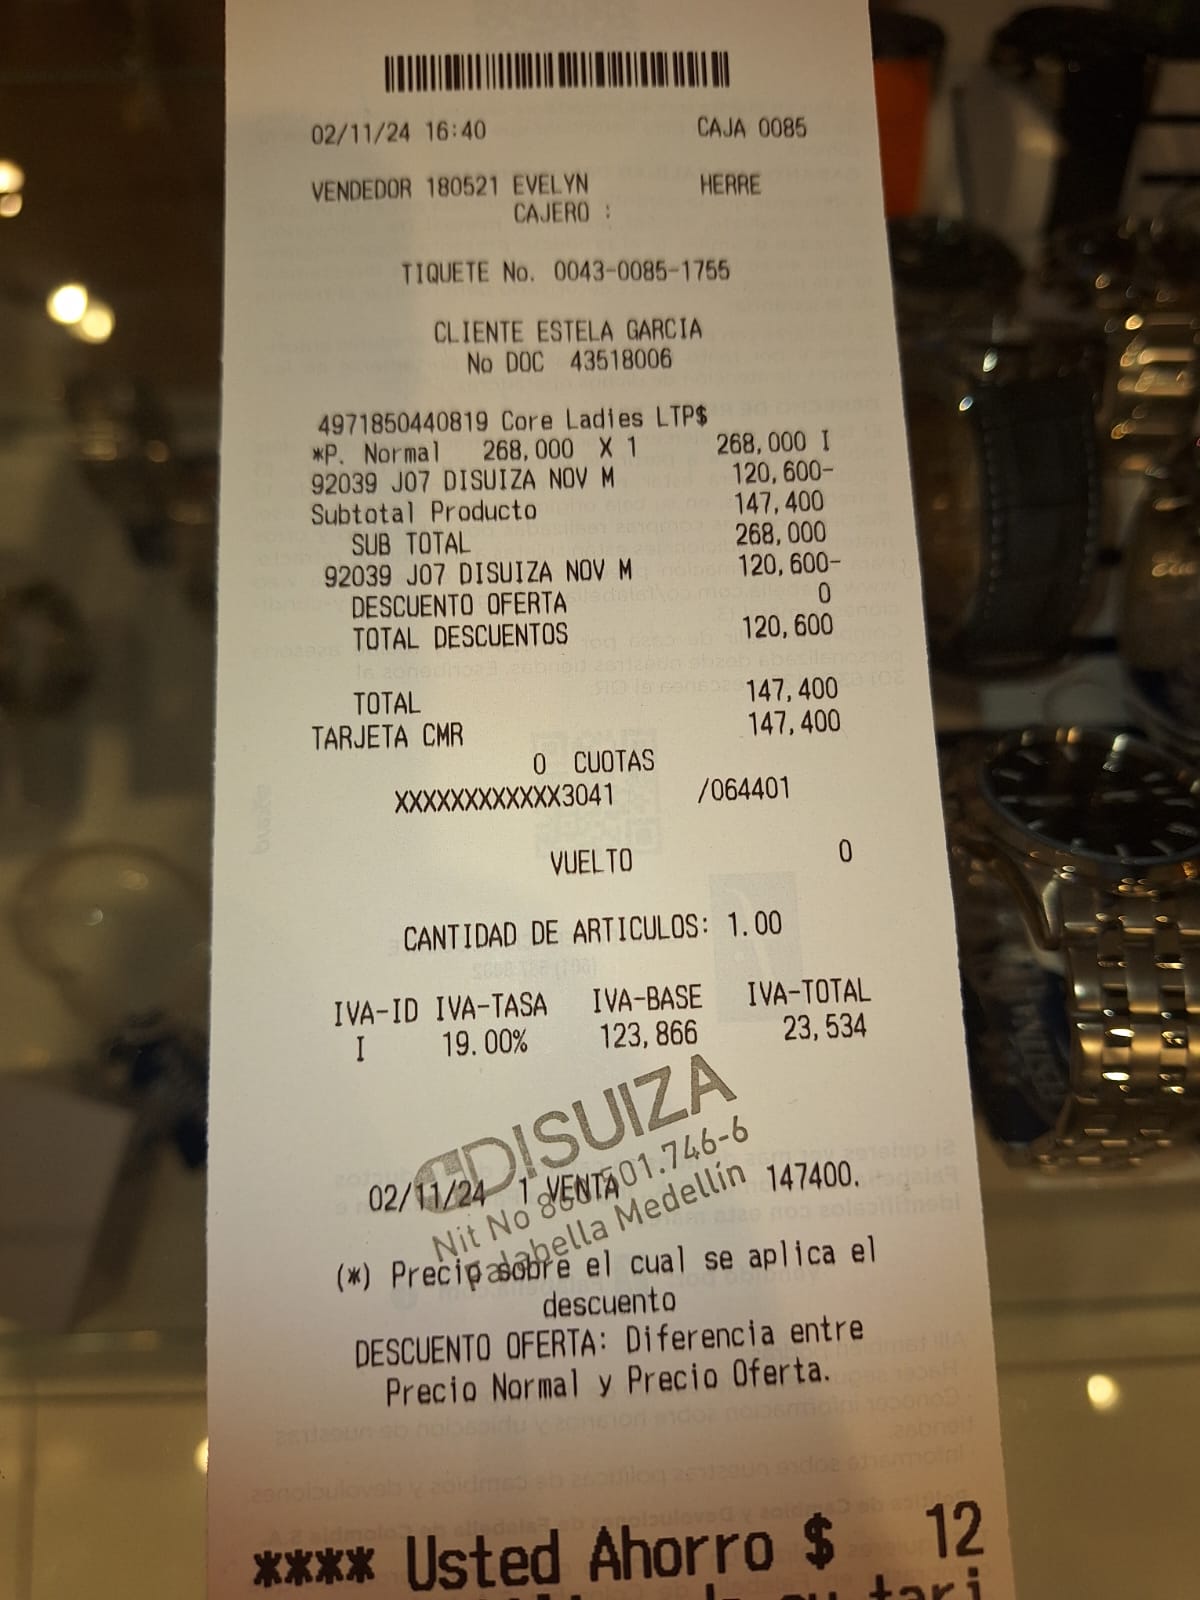 02/11/24 16:40 CAJA 0085
VENDEDOR 180521 EVELYN HERRE
CAJERO :
TIQUETE No. 0043-0085-1755
CLIENTE ESTELA GARCIA
No DOC 43518006
4971850440819 Core Ladies LTP$
*P. Normal 268,000 X 1 268,000 I
92039 J07 DISUIZA NOV M 120,600-
Subtotal Producto 147,400
SUB TOTAL 268,000
92039 J07 DISUIZA NOV M 120,600-
DESCUENTO OFERTA 0
TOTAL DESCUENTOS 120,600
TOTAL 147,400
TARJETA CMR 147,400
0 CUOTAS
XXXXXXXXXXXX3041 /064401
VUELTO 0
CANTIDAD DE ARTICULOS: 1.00
IVA-ID IVA-TASA IVA-BASE IVA-TOTAL
I 19.00% 123,866 23,534
DISUIZA
02/11/24 1 VENTA 147400.
Nit No
Falabella Medellín
(*) Precio sobre el cual se aplica el
descuento
DESCUENTO OFERTA: Diferencia entre
Precio Normal y Precio Oferta.
**** Usted Ahorro $ 12